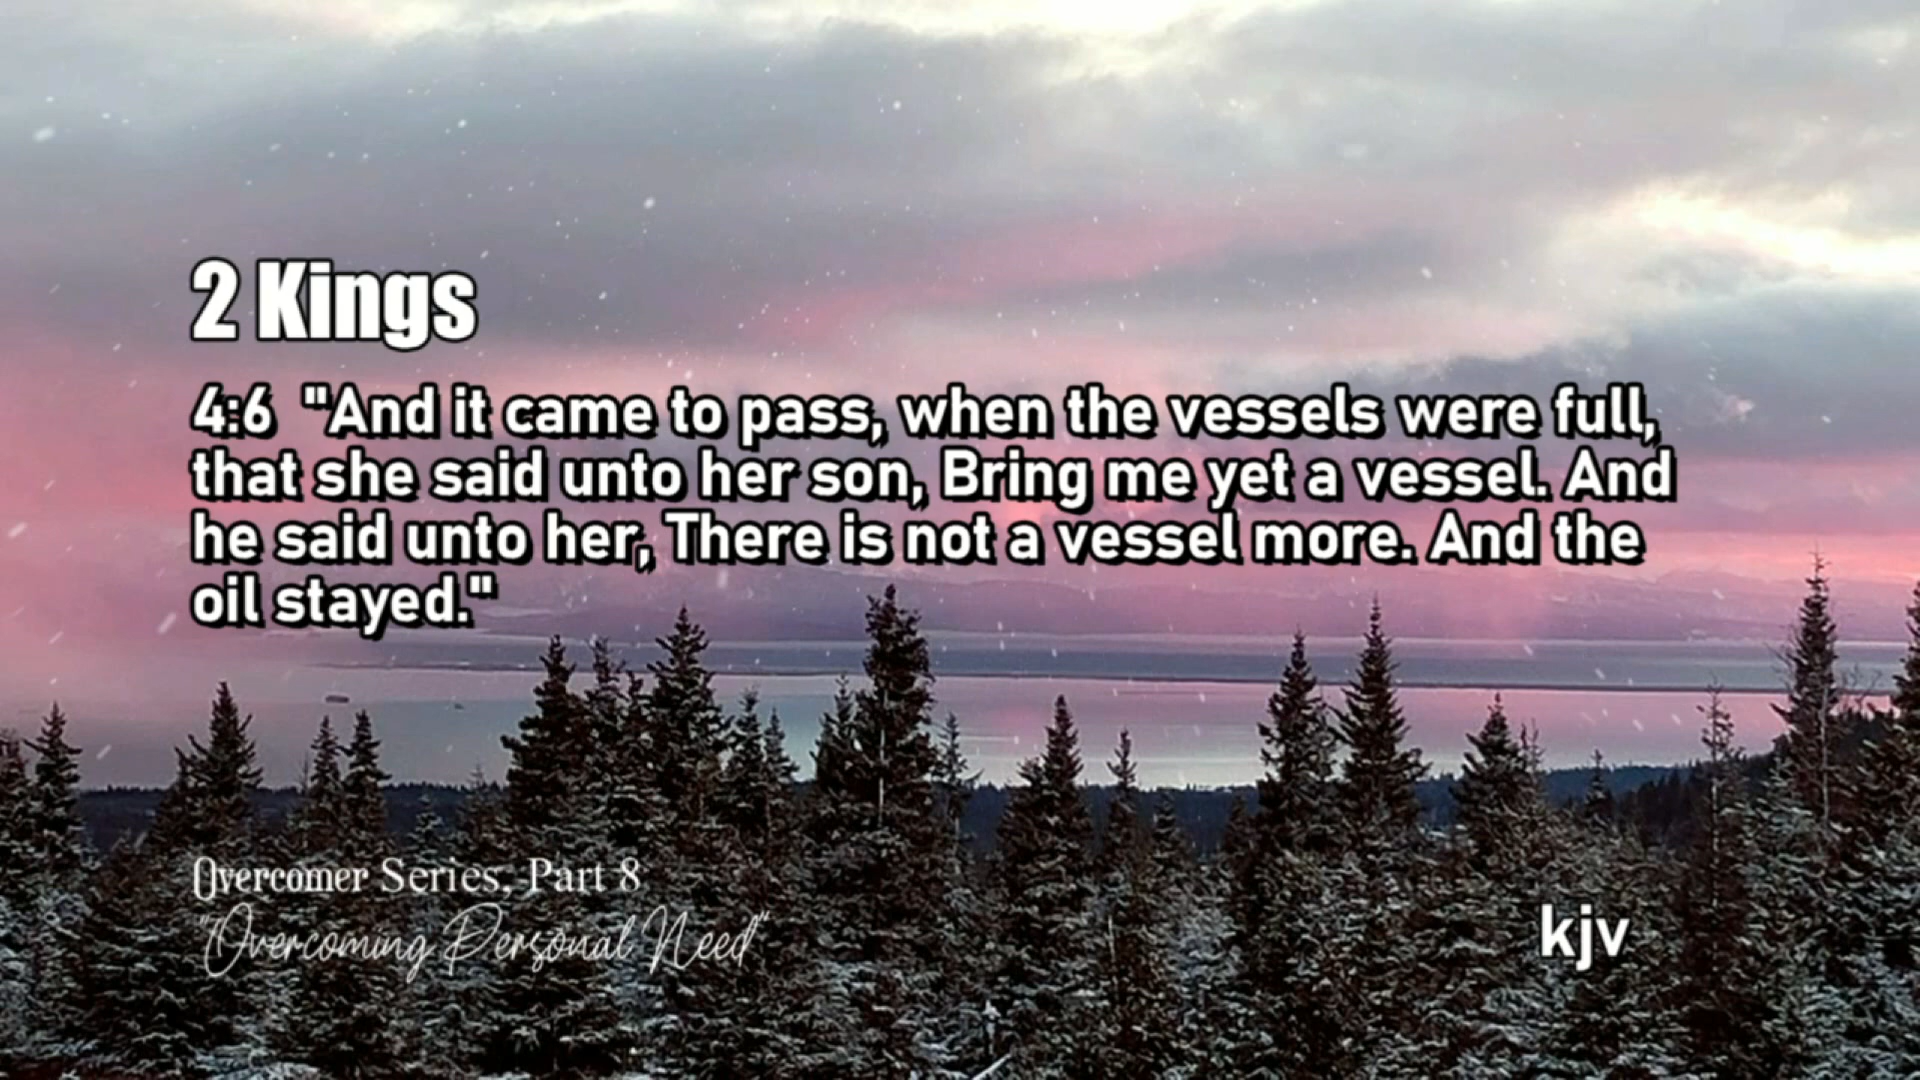 2 Kings
4:6 "And it came to pass, when the vessels were full,
that she said unto her son, Bring me yet a vessel. And
he said unto her, There is not a vessel more. And the
oil stayed."
Overcomer Series, Part 8
"Overcoming Personal Need"
kjv